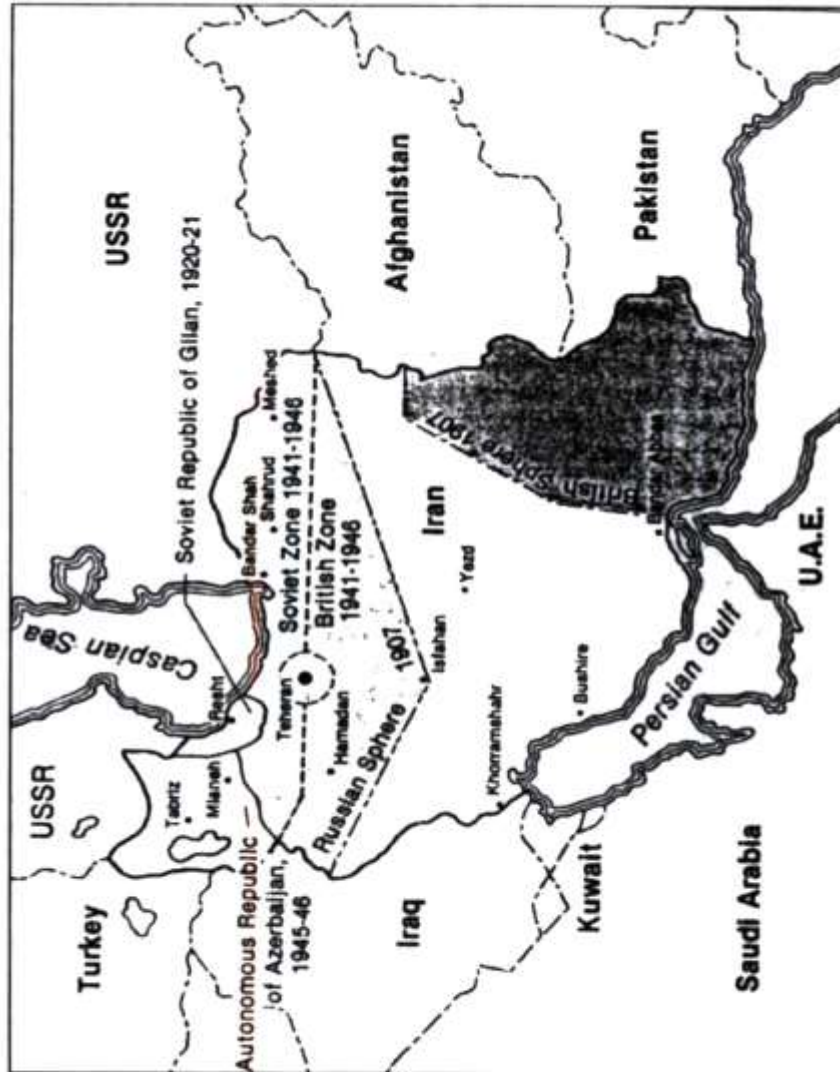 USSR
USSR
Caspian Sea
Soviet Republic of Gilan, 1920-21
Turkey
Tabriz
Mianeh
Resht
Bandar Shah
Shahrud
Meshed
Autonomous Republic
of Azerbaijan,
1945-46
Teheran
Soviet Zone 1941-1946
British Zone
1941-1946
Hamadan
Russian Sphere 1907
Afghanistan
Iraq
Isfahan
Iran
Yazd
British Sphere 1907
Khorramshahr
Bushire
Bandar Abbas
Pakistan
Kuwait
Persian Gulf
Saudi Arabia
U.A.E.